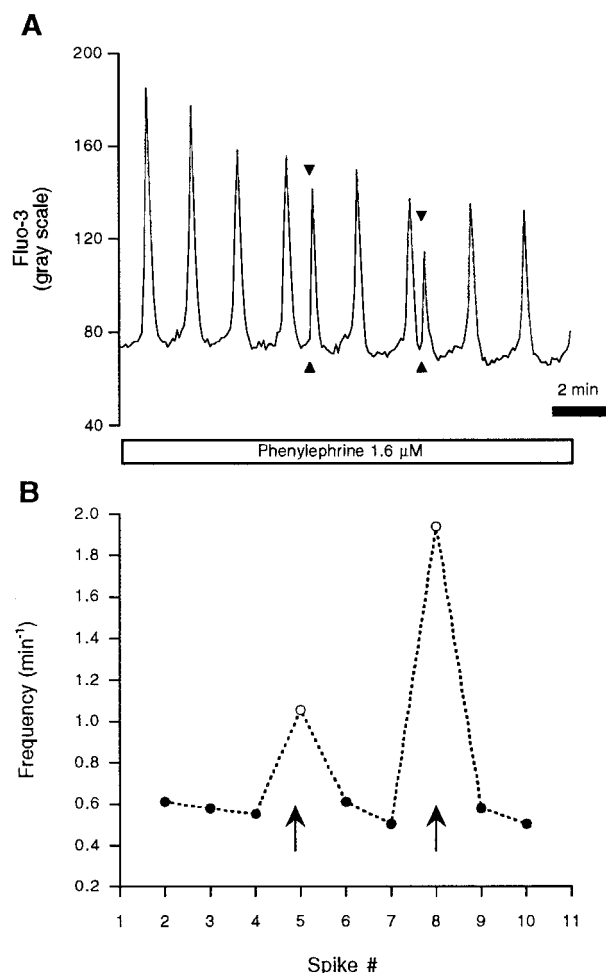 A
Fluo-3
(gray scale)
200
160
120
80
40
2 min
Phenylephrine 1.6 μM
B
Frequency (min⁻¹)
2.0
1.8
1.6
1.4
1.2
1.0
0.8
0.6
0.4
0.2
1 2 3 4 5 6 7 8 9 10 11
Spike #